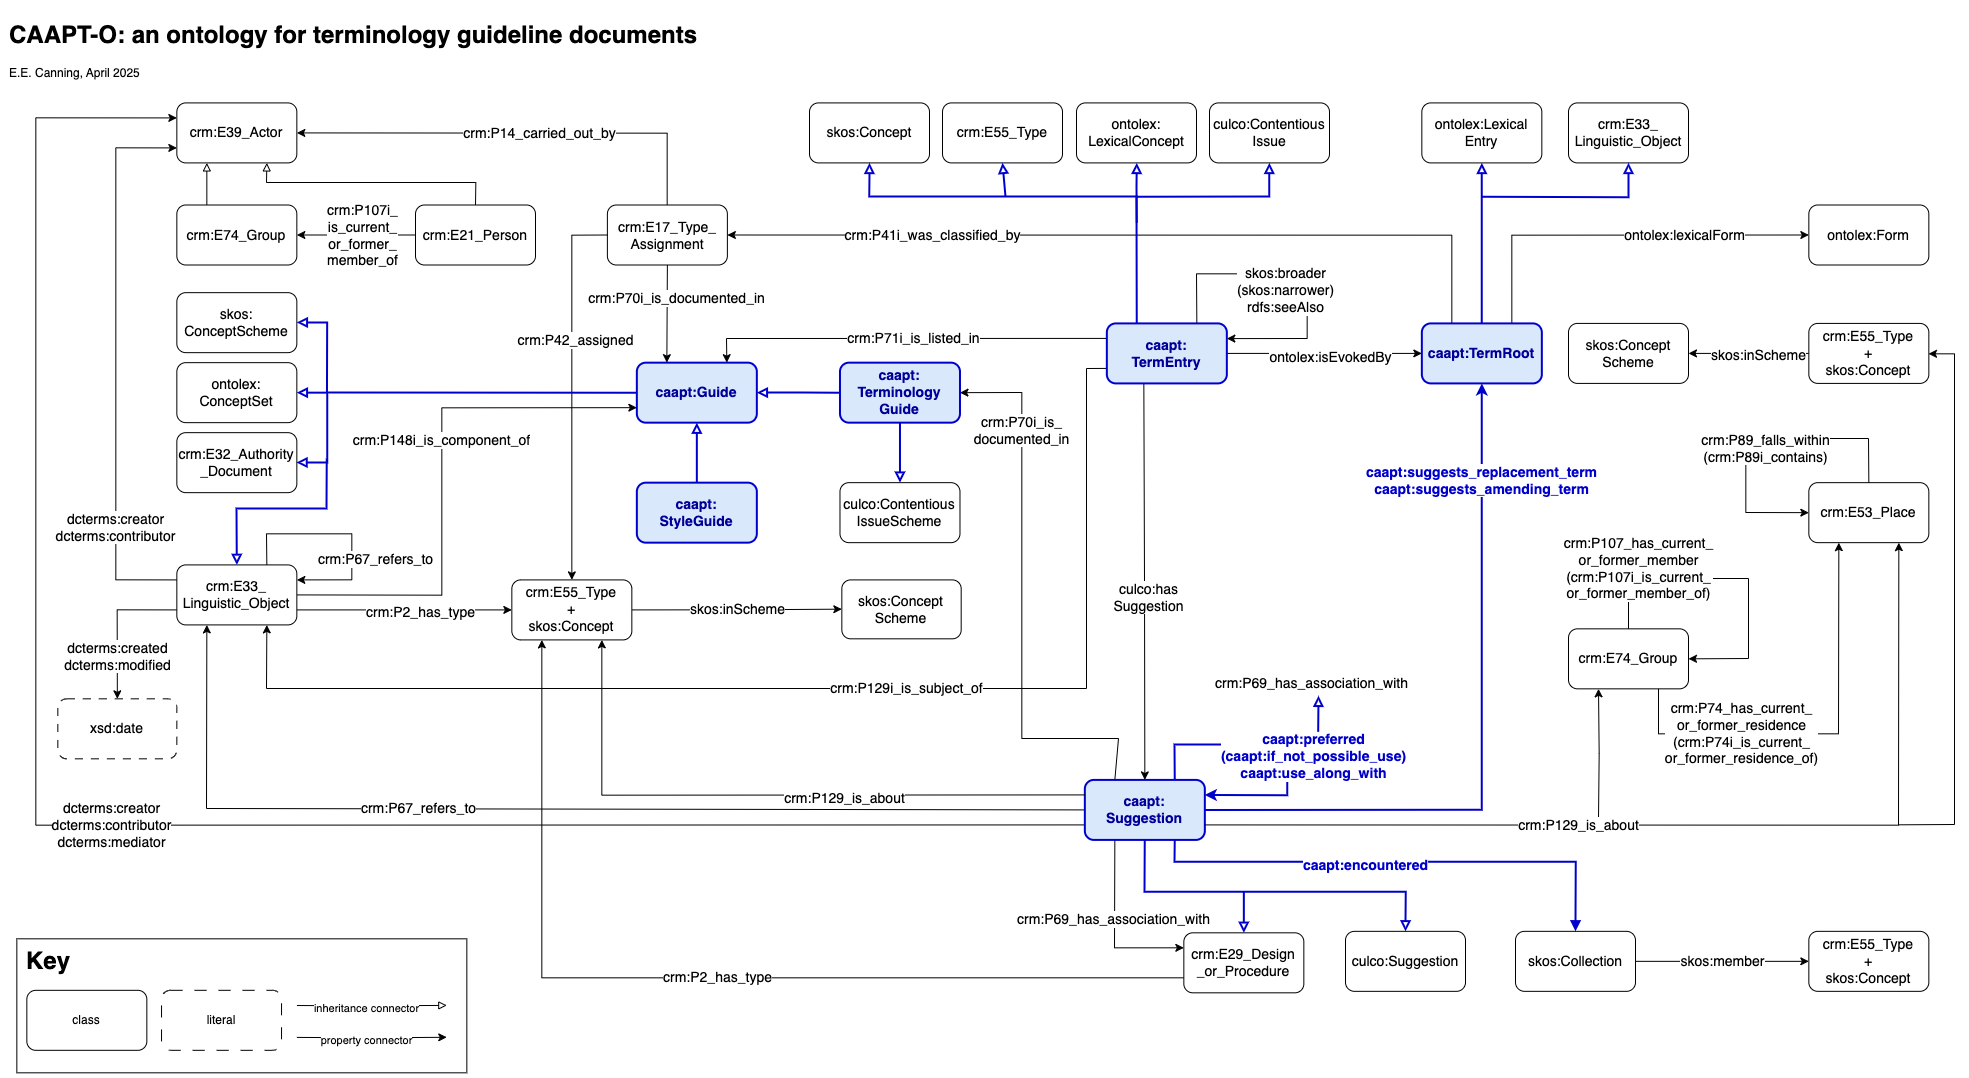 CAAPT-O: an ontology for terminology guideline documents
E.E. Canning, April 2025
crm:E39_Actor
crm:P14_carried_out_by
skos:Concept
crm:E55_Type
ontolex:
LexicalConcept
culco:Contentious
Issue
ontolex:Lexical
Entry
crm:E33_
Linguistic_Object
crm:E74_Group
crm:P107i_
is_current_
or_former_
member_of
crm:E21_Person
crm:E17_Type_
Assignment
crm:P41i_was_classified_by
ontolex:lexicalForm
ontolex:Form
crm:P70i_is_documented_in
skos:broader
(skos:narrower)
rdfs:seeAlso
skos:
ConceptScheme
crm:P42_assigned
crm:P71i_is_listed_in
caapt:
TermEntry
ontolex:isEvokedBy
caapt:TermRoot
skos:Concept
Scheme
skos:inScheme
crm:E55_Type
+
skos:Concept
ontolex:
ConceptSet
caapt:Guide
caapt:
Terminology
Guide
crm:P70i_is_
documented_in
crm:P148i_is_component_of
crm:E32_Authority
_Document
crm:P89_falls_within
(crm:P89i_contains)
caapt:suggests_replacement_term
caapt:suggests_amending_term
caapt:
StyleGuide
culco:Contentious
IssueScheme
crm:E53_Place
dcterms:creator
dcterms:contributor
crm:P67_refers_to
crm:P107_has_current_
or_former_member
(crm:P107i_is_current_
or_former_member_of)
crm:E33_
Linguistic_Object
crm:P2_has_type
crm:E55_Type
+
skos:Concept
skos:inScheme
skos:Concept
Scheme
culco:has
Suggestion
dcterms:created
dcterms:modified
crm:E74_Group
crm:P129i_is_subject_of
crm:P69_has_association_with
xsd:date
crm:P74_has_current_
or_former_residence
(crm:P74i_is_current_
or_former_residence_of)
caapt:preferred
(caapt:if_not_possible_use)
caapt:use_along_with
crm:P129_is_about
caapt:
Suggestion
crm:P67_refers_to
dcterms:creator
dcterms:contributor
dcterms:mediator
crm:P129_is_about
caapt:encountered
crm:P69_has_association_with
crm:E29_Design
_or_Procedure
culco:Suggestion
skos:Collection
skos:member
crm:E55_Type
+
skos:Concept
crm:P2_has_type
Key
class
literal
inheritance connector
property connector